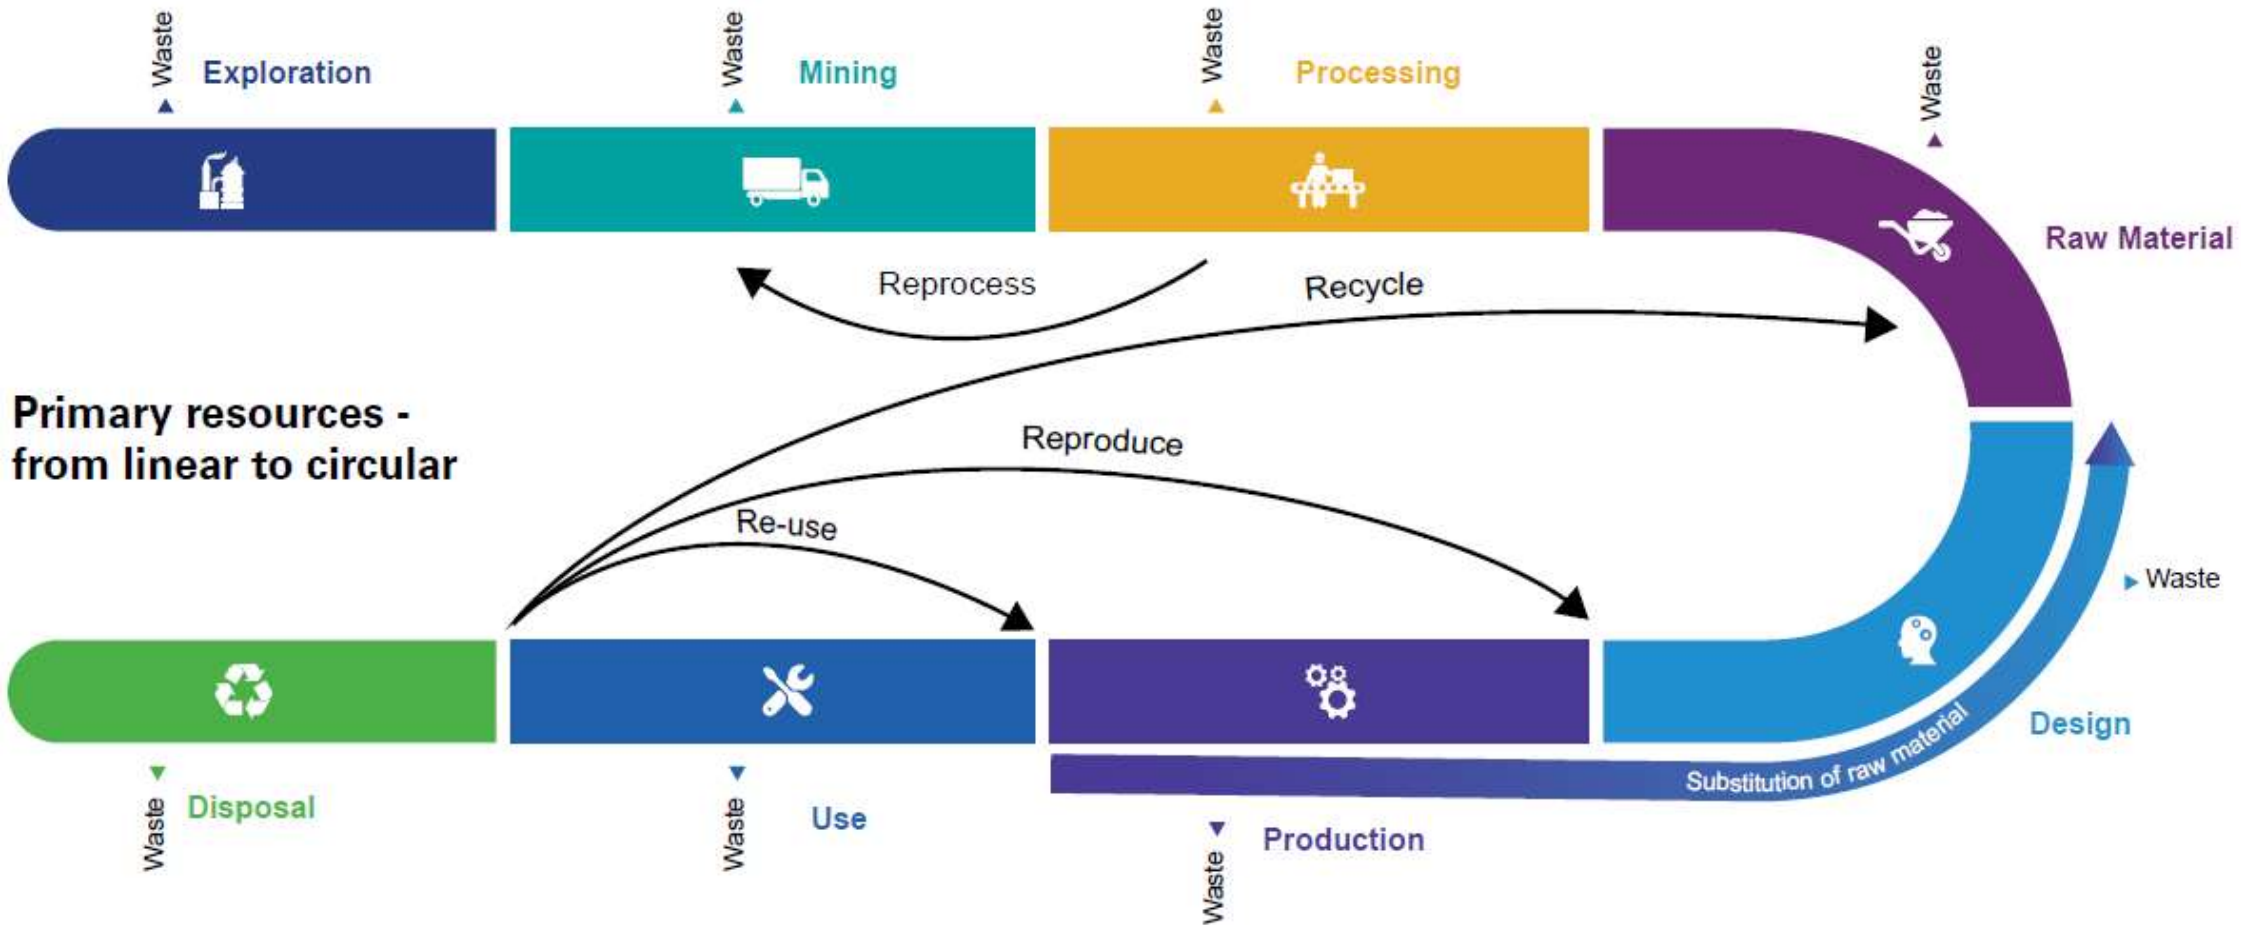 Waste
Exploration
Waste
Mining
Waste
Processing
Waste
Raw Material
Reprocess
Recycle
Primary resources -
from linear to circular
Reproduce
Re-use
Waste
Design
Substitution of raw material
Waste
Disposal
Waste
Use
Waste
Production